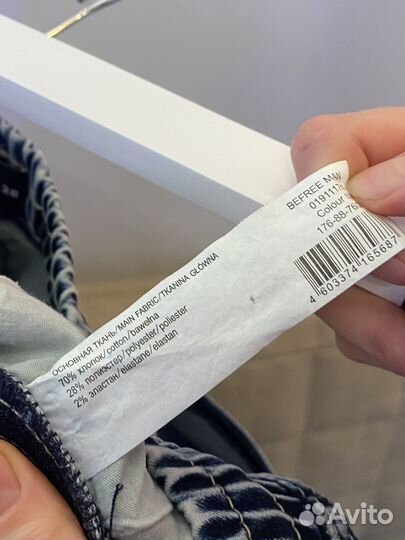 BEFREE MAN
Colour
4 603374 165687
ОСНОВНАЯ ТКАНЬ/MAIN FABRIC/TKANINA GŁÓWNA
70% хлопок/cotton/bawełna
28% полиэстер/polyester/poliester
2% эластан/elastane/elastan
Avito